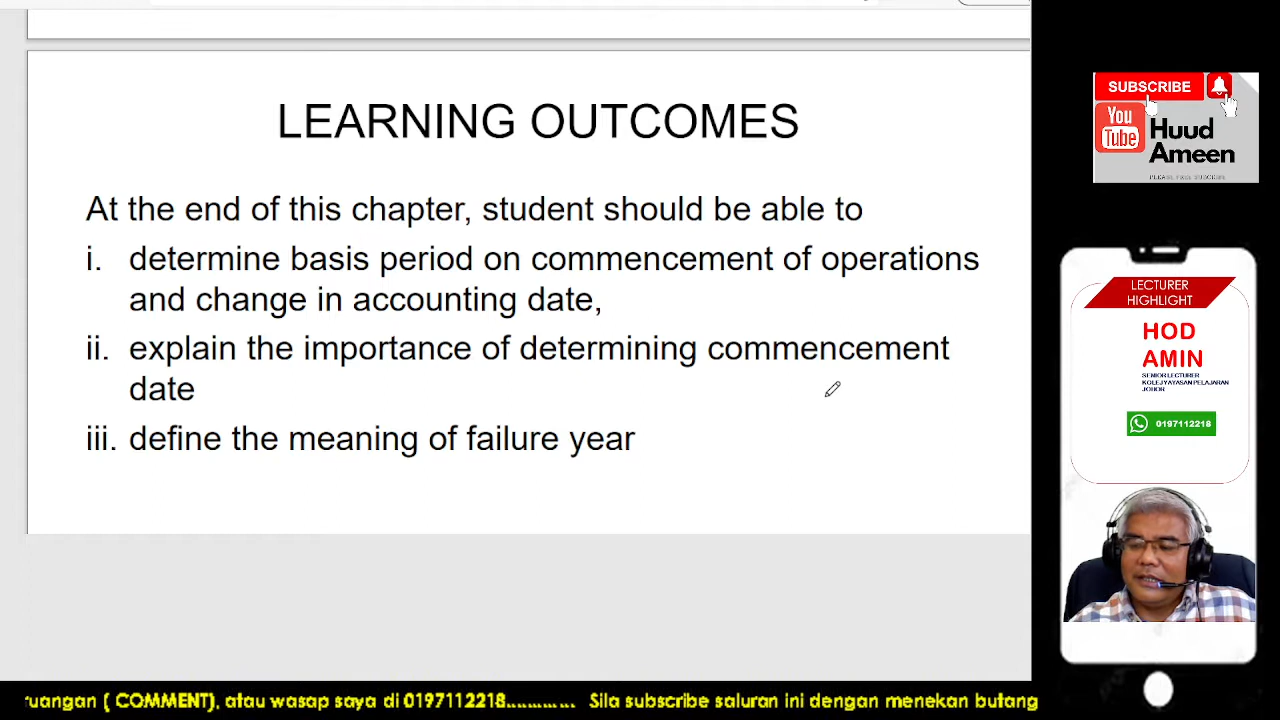 LEARNING OUTCOMES
At the end of this chapter, student should be able to
i. determine basis period on commencement of operations
and change in accounting date,
ii. explain the importance of determining commencement
date
iii. define the meaning of failure year
SUBSCRIBE
You
Tube
Huud
Ameen
PLEASE FREE SUBSCRIBE
LECTURER
HIGHLIGHT
HOD
AMIN
SENIOR LECTURER
KOLEJ YAYASAN PELAJARAN
JOHOR
0197112218
ruangan ( COMMENT), atau wasap saya di 0197112218............ Sila subscribe saluran ini dengan menekan butang